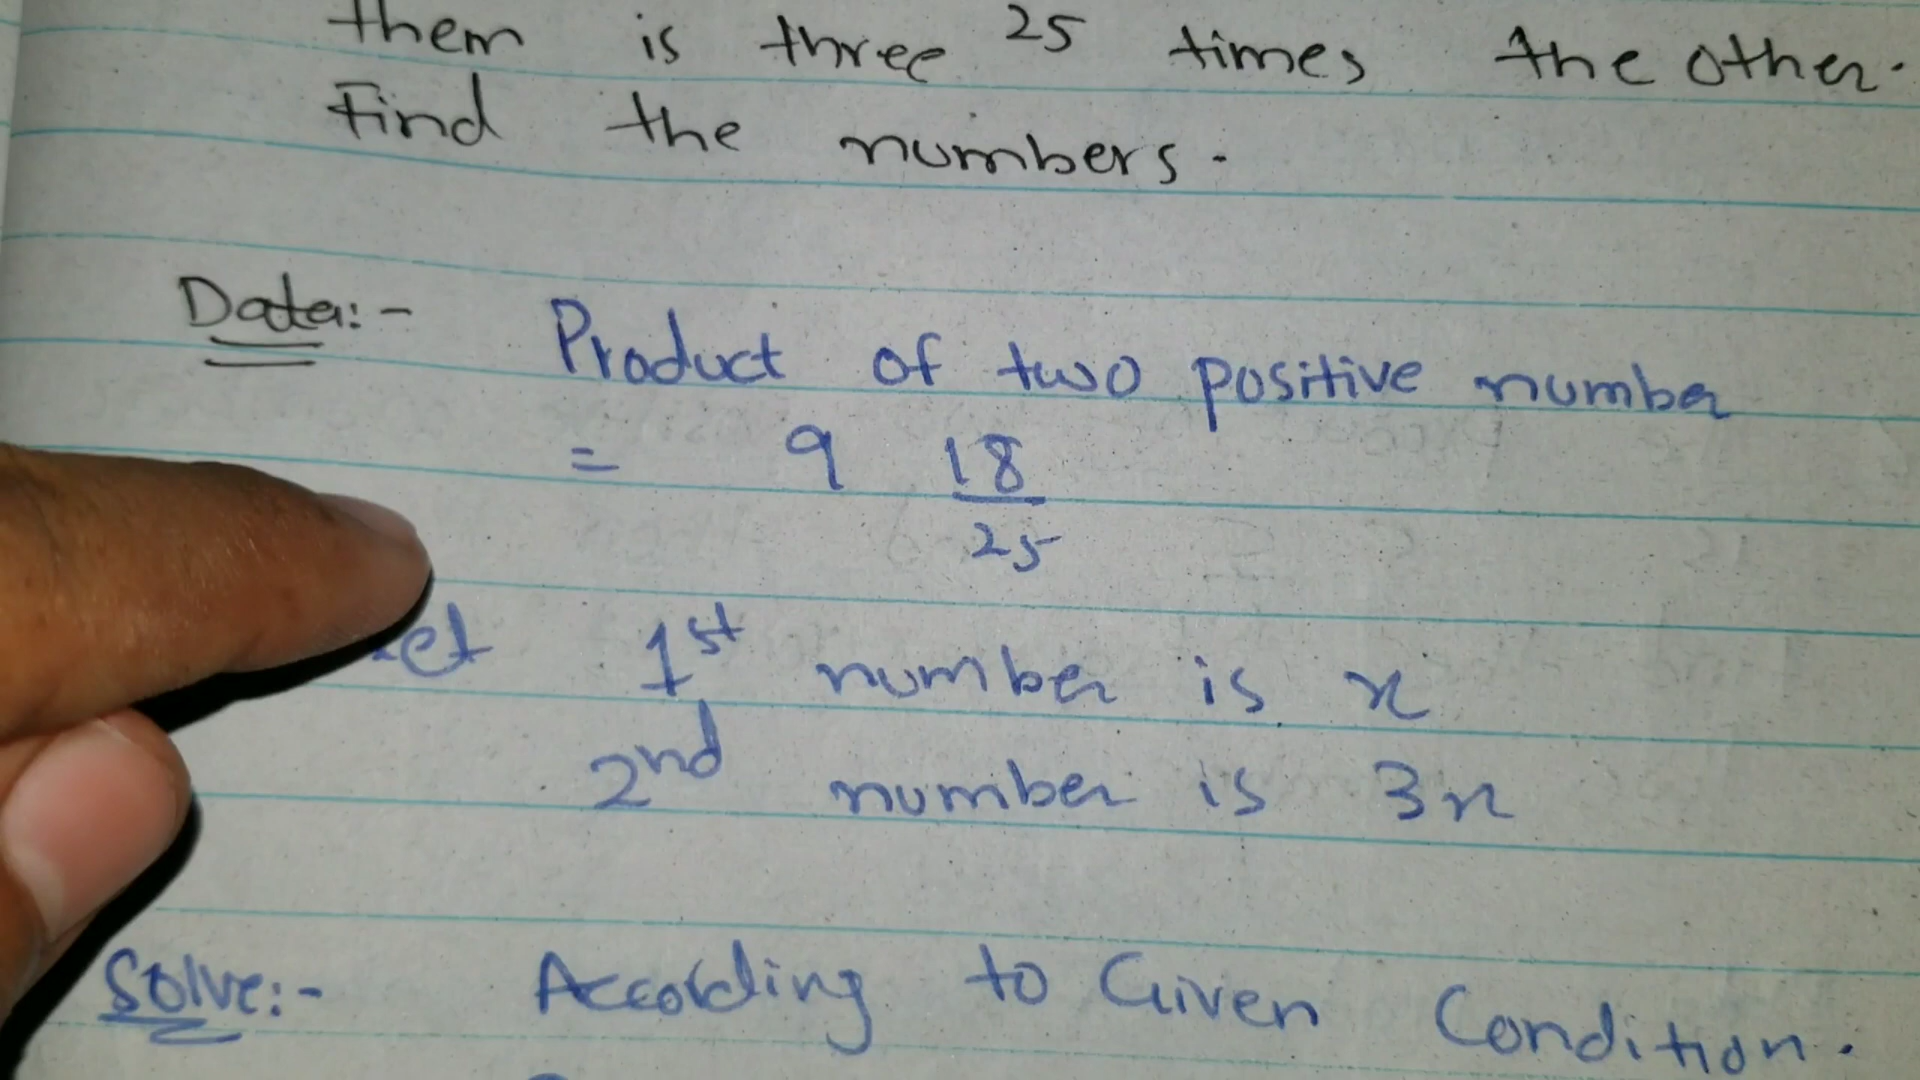 them is three 25 times the other.
Find the numbers.
Data:- Product of two positive number
= 9 18/25
Let 1st number is x
2nd number is 3x
Solve:- According to Given Condition.